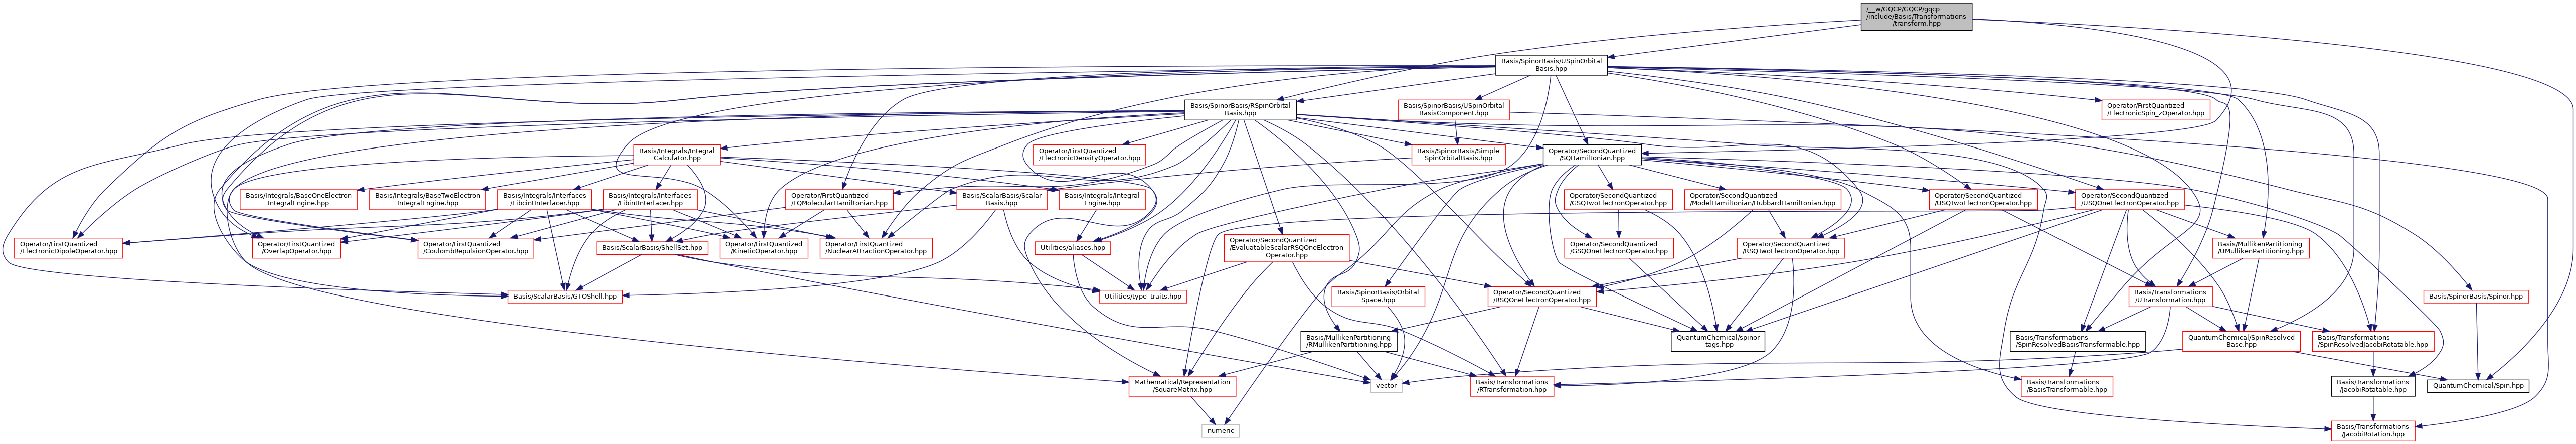 /__w/GQCP/GQCP/gqcp
/include/Basis/Transformations
/transform.hpp
Basis/SpinorBasis/USpinOrbital
Basis.hpp
Basis/SpinorBasis/RSpinOrbital
Basis.hpp
Basis/SpinorBasis/USpinOrbital
BasisComponent.hpp
Operator/FirstQuantized
/ElectronicSpin_zOperator.hpp
Basis/Integrals/Integral
Calculator.hpp
Operator/FirstQuantized
/ElectronicDensityOperator.hpp
Basis/SpinorBasis/Simple
SpinOrbitalBasis.hpp
Operator/SecondQuantized
/SQHamiltonian.hpp
Basis/Integrals/BaseOneElectron
IntegralEngine.hpp
Basis/Integrals/BaseTwoElectron
IntegralEngine.hpp
Basis/Integrals/Interfaces
/LibcintInterfacer.hpp
Basis/Integrals/Interfaces
/LibintInterfacer.hpp
Operator/FirstQuantized
/FQMolecularHamiltonian.hpp
Basis/ScalarBasis/Scalar
Basis.hpp
Basis/Integrals/Integral
Engine.hpp
Operator/SecondQuantized
/GSQTwoElectronOperator.hpp
Operator/SecondQuantized
/ModelHamiltonian/HubbardHamiltonian.hpp
Operator/SecondQuantized
/USQTwoElectronOperator.hpp
Operator/SecondQuantized
/USQOneElectronOperator.hpp
Operator/FirstQuantized
/ElectronicDipoleOperator.hpp
Operator/FirstQuantized
/OverlapOperator.hpp
Operator/FirstQuantized
/CoulombRepulsionOperator.hpp
Basis/ScalarBasis/ShellSet.hpp
Operator/FirstQuantized
/KineticOperator.hpp
Operator/FirstQuantized
/NuclearAttractionOperator.hpp
Utilities/aliases.hpp
Operator/SecondQuantized
/EvaluatableScalarRSQOneElectron
Operator.hpp
Operator/SecondQuantized
/GSQOneElectronOperator.hpp
Operator/SecondQuantized
/RSQTwoElectronOperator.hpp
Basis/MullikenPartitioning
/UMullikenPartitioning.hpp
Basis/ScalarBasis/GTOShell.hpp
Utilities/type_traits.hpp
Basis/SpinorBasis/Orbital
Space.hpp
Operator/SecondQuantized
/RSQOneElectronOperator.hpp
Basis/Transformations
/UTransformation.hpp
Basis/SpinorBasis/Spinor.hpp
Basis/MullikenPartitioning
/RMullikenPartitioning.hpp
QuantumChemical/spinor
_tags.hpp
Basis/Transformations
/SpinResolvedBasisTransformable.hpp
QuantumChemical/SpinResolved
Base.hpp
Basis/Transformations
/SpinResolvedJacobiRotatable.hpp
Mathematical/Representation
/SquareMatrix.hpp
vector
Basis/Transformations
/RTransformation.hpp
Basis/Transformations
/BasisTransformable.hpp
Basis/Transformations
/JacobiRotatable.hpp
QuantumChemical/Spin.hpp
numeric
Basis/Transformations
/JacobiRotation.hpp